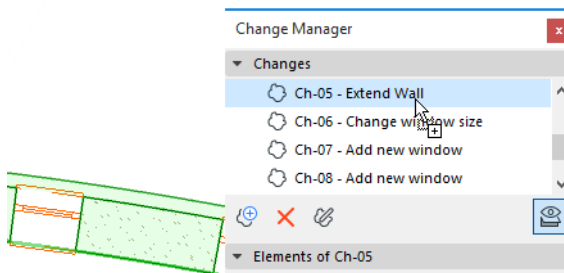 Change Manager
x
Changes
Ch-05 - Extend Wall
Ch-06 - Change window size
Ch-07 - Add new window
Ch-08 - Add new window
Elements of Ch-05